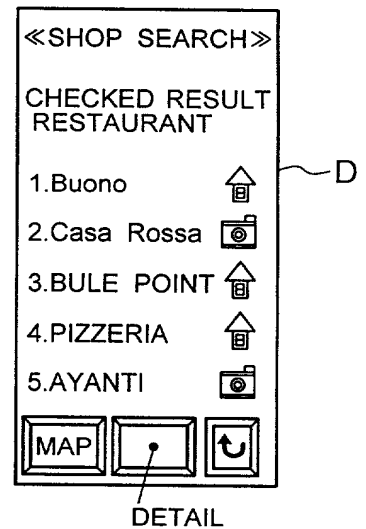 ≪SHOP SEARCH≫
CHECKED RESULT
RESTAURANT
D
1.Buono
2.Casa Rossa
3.BULE POINT
4.PIZZERIA
5.AYANTI
MAP
DETAIL